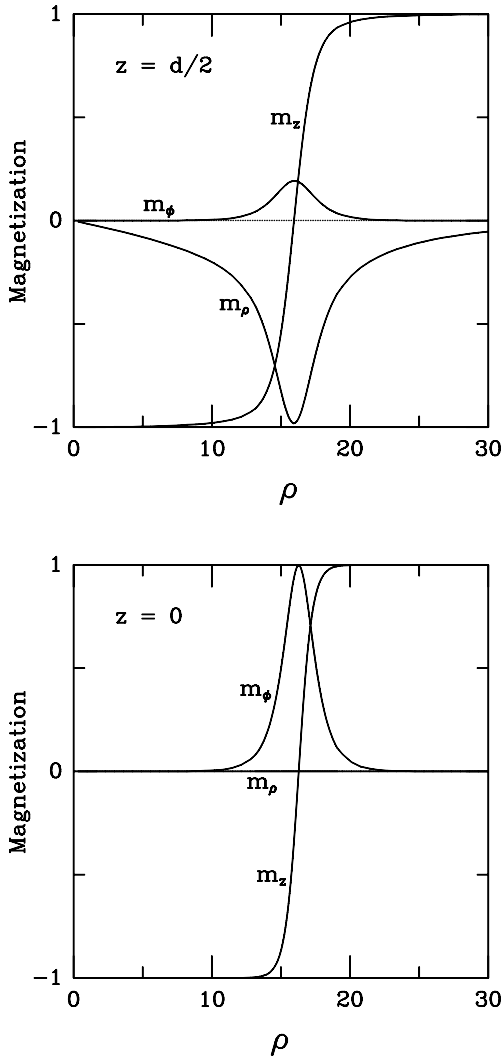 1
z = d/2
m_z
m_ϕ
0
m_ρ
−1
0 10 20 30
Magnetization
ρ
1
z = 0
m_ϕ
0
m_ρ
m_z
−1
0 10 20 30
Magnetization
ρ